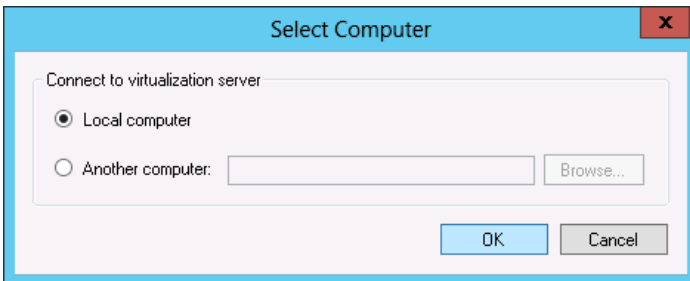 Select Computer
x
Connect to virtualization server
Local computer
Another computer:
Browse...
OK
Cancel